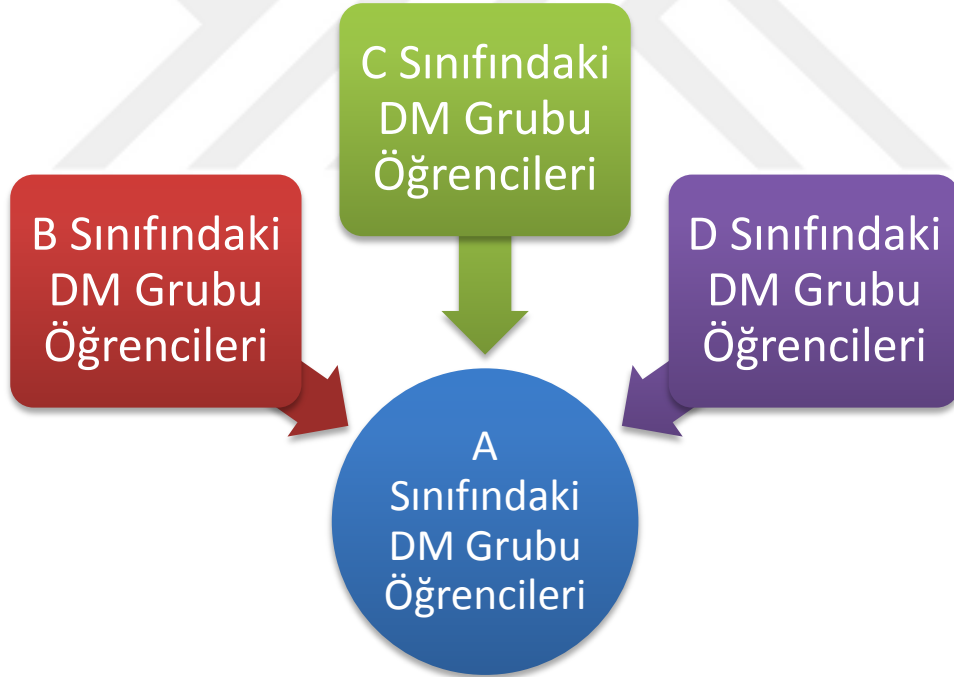 C Sınıfındaki
DM Grubu
Öğrencileri
B Sınıfındaki
DM Grubu
Öğrencileri
D Sınıfındaki
DM Grubu
Öğrencileri
A
Sınıfındaki
DM Grubu
Öğrencileri